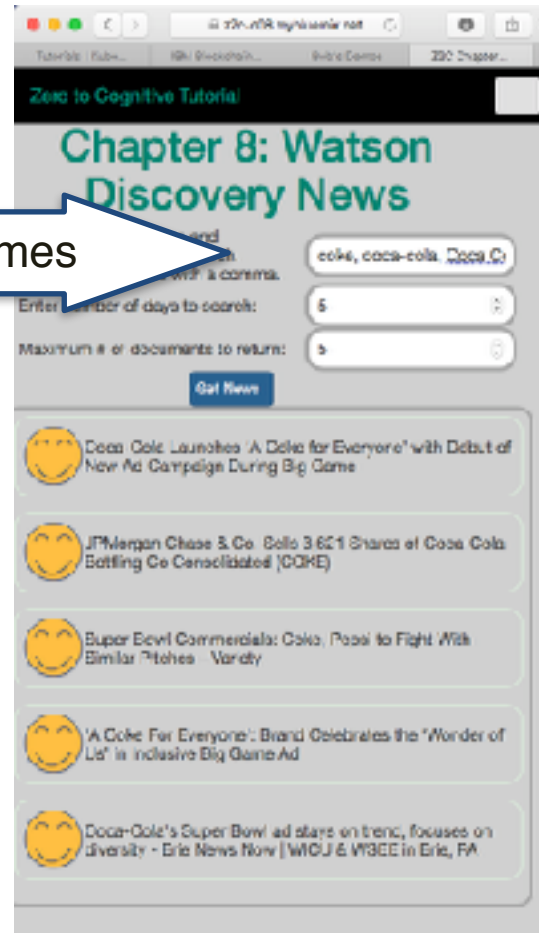 Tutorials | Kube...
ZSC Chapter...
Zero to Cognitive Tutorial
Chapter 8: Watson
Discovery News
mes
and
with a comma.
coke, coca-cola, Coca C
Enter number of days to search:
5
Maximum # of documents to return:
5
Get News
Coca-Cola Launches 'A Coke for Everyone' with Debut of
New Ad Campaign During Big Game
JPMorgan Chase & Co. Sells 3,621 Shares of Coca-Cola
Bottling Co Consolidated (COKE)
Super Bowl Commercials: Coke, Pepsi to Fight With
Similar Pitches - Variety
'A Coke For Everyone': Brand Celebrates the "Wonder of
Us" in Inclusive Big Game Ad
Coca-Cola's Super Bowl ad stays on trend, focuses on
diversity - Erie News Now | WICU & WSEE in Erie, PA